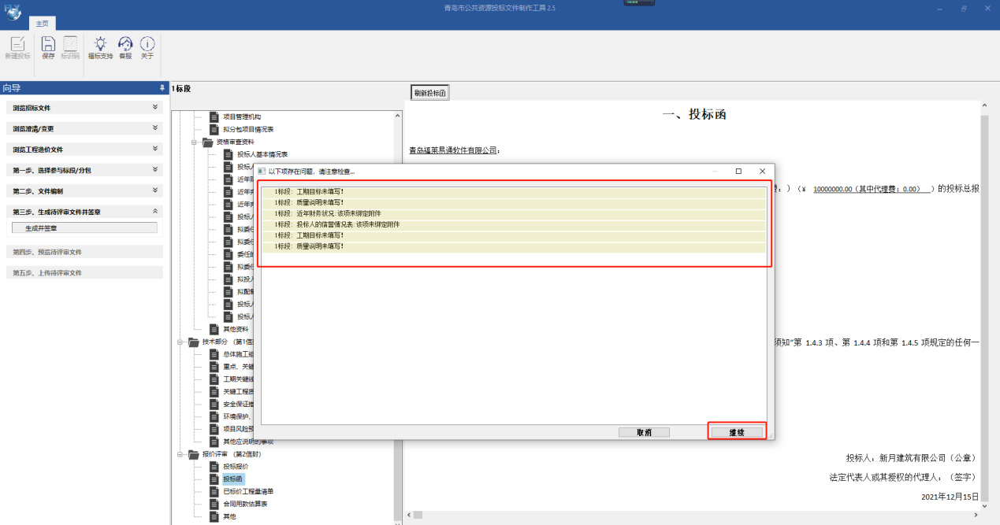 青岛市公共资源投标文件制作工具 2.5
主页
新建投标
保存
标识码
福标支持
客服
关于
向导
浏览招标文件
浏览澄清/变更
浏览工程造价文件
第一步、选择参与标段/分包
第二步、文件编制
第三步、生成待评审文件并签章
生成并签章
第四步、预览待评审文件
第五步、上传待评审文件
1标段
项目管理机构
拟分包项目情况表
资格审查资料
投标人基本情况表
投标人
近年财
近年完
近年
投标人
拟委任
拟委任
委任的
拟委任
拟投入
拟配备
投标人
投标人
其他资料
技术部分 (第1信封
总体施工组
重点、关键
工期关键线
关键工程质
安全保证措
环境保护、
项目风险预
其他应说明的事项
报价评审 (第2信封)
投标报价
投标函
已标价工程量清单
合同用款估算表
其他
刷新投标函
一、投标函
青岛福莱易通软件有限公司:
费:)(¥ 10000000.00(其中代理费:0.00) )的投标总报
须知"第 1.4.3 项、第 1.4.4 项和第 1.4.5 项规定的任何一
投标人:新月建筑有限公司(公章)
法定代表人或其授权的代理人:(签字)
2021年12月15日
以下项存在问题,请注意检查...
1标段: 工期目标未填写!
1标段: 质量说明未填写!
1标段: 近年财务状况:该项未绑定附件
1标段: 投标人的信誉情况表:该项未绑定附件
1标段: 工期目标未填写!
1标段: 质量说明未填写!
取消
继续